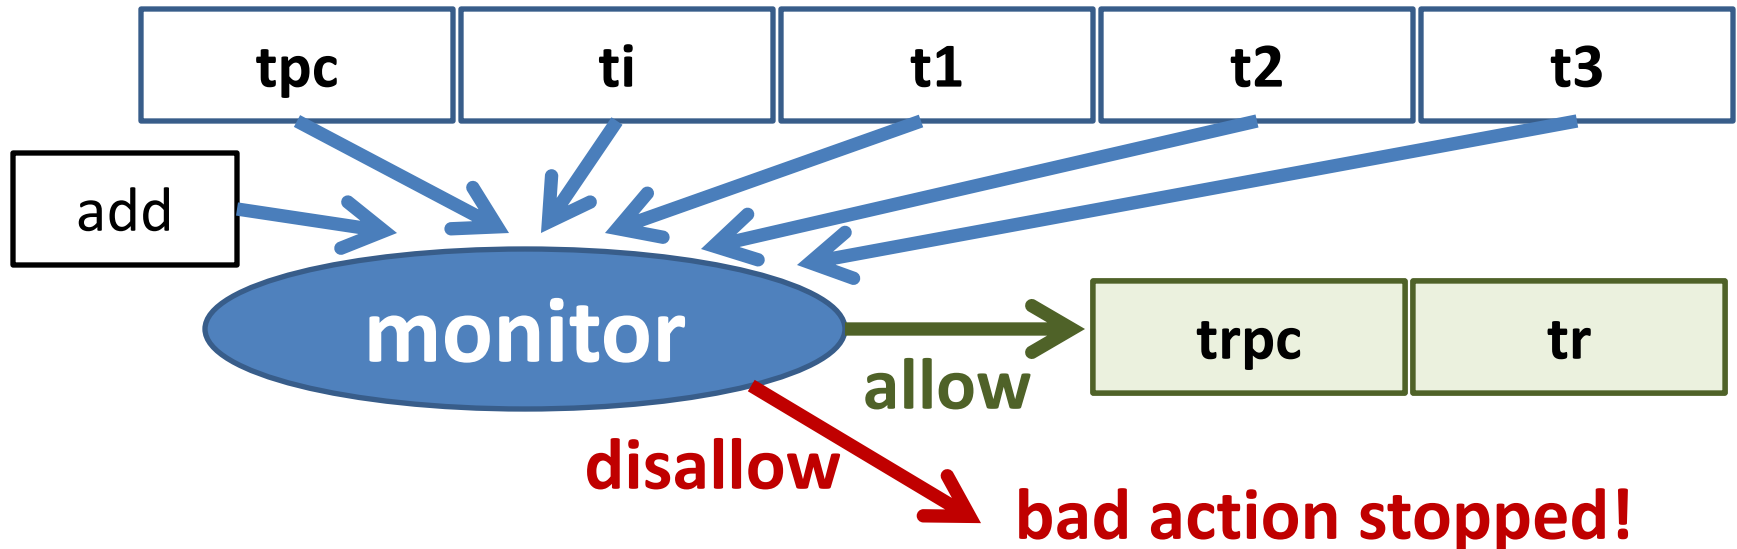 tpc ti t1 t2 t3
add
monitor
trpc tr
allow
disallow
bad action stopped!